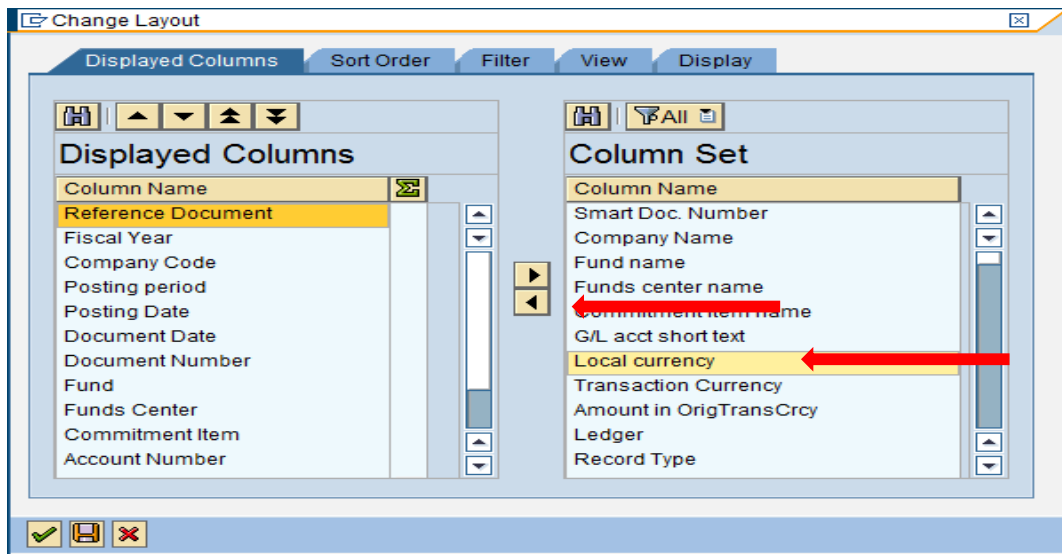 Change Layout
Displayed Columns
Sort Order
Filter
View
Display
All
Displayed Columns
Column Name
Reference Document
Fiscal Year
Company Code
Posting period
Posting Date
Document Date
Document Number
Fund
Funds Center
Commitment Item
Account Number
Column Set
Column Name
Smart Doc. Number
Company Name
Fund name
Funds center name
Commitment item name
G/L acct short text
Local currency
Transaction Currency
Amount in OrigTransCrcy
Ledger
Record Type